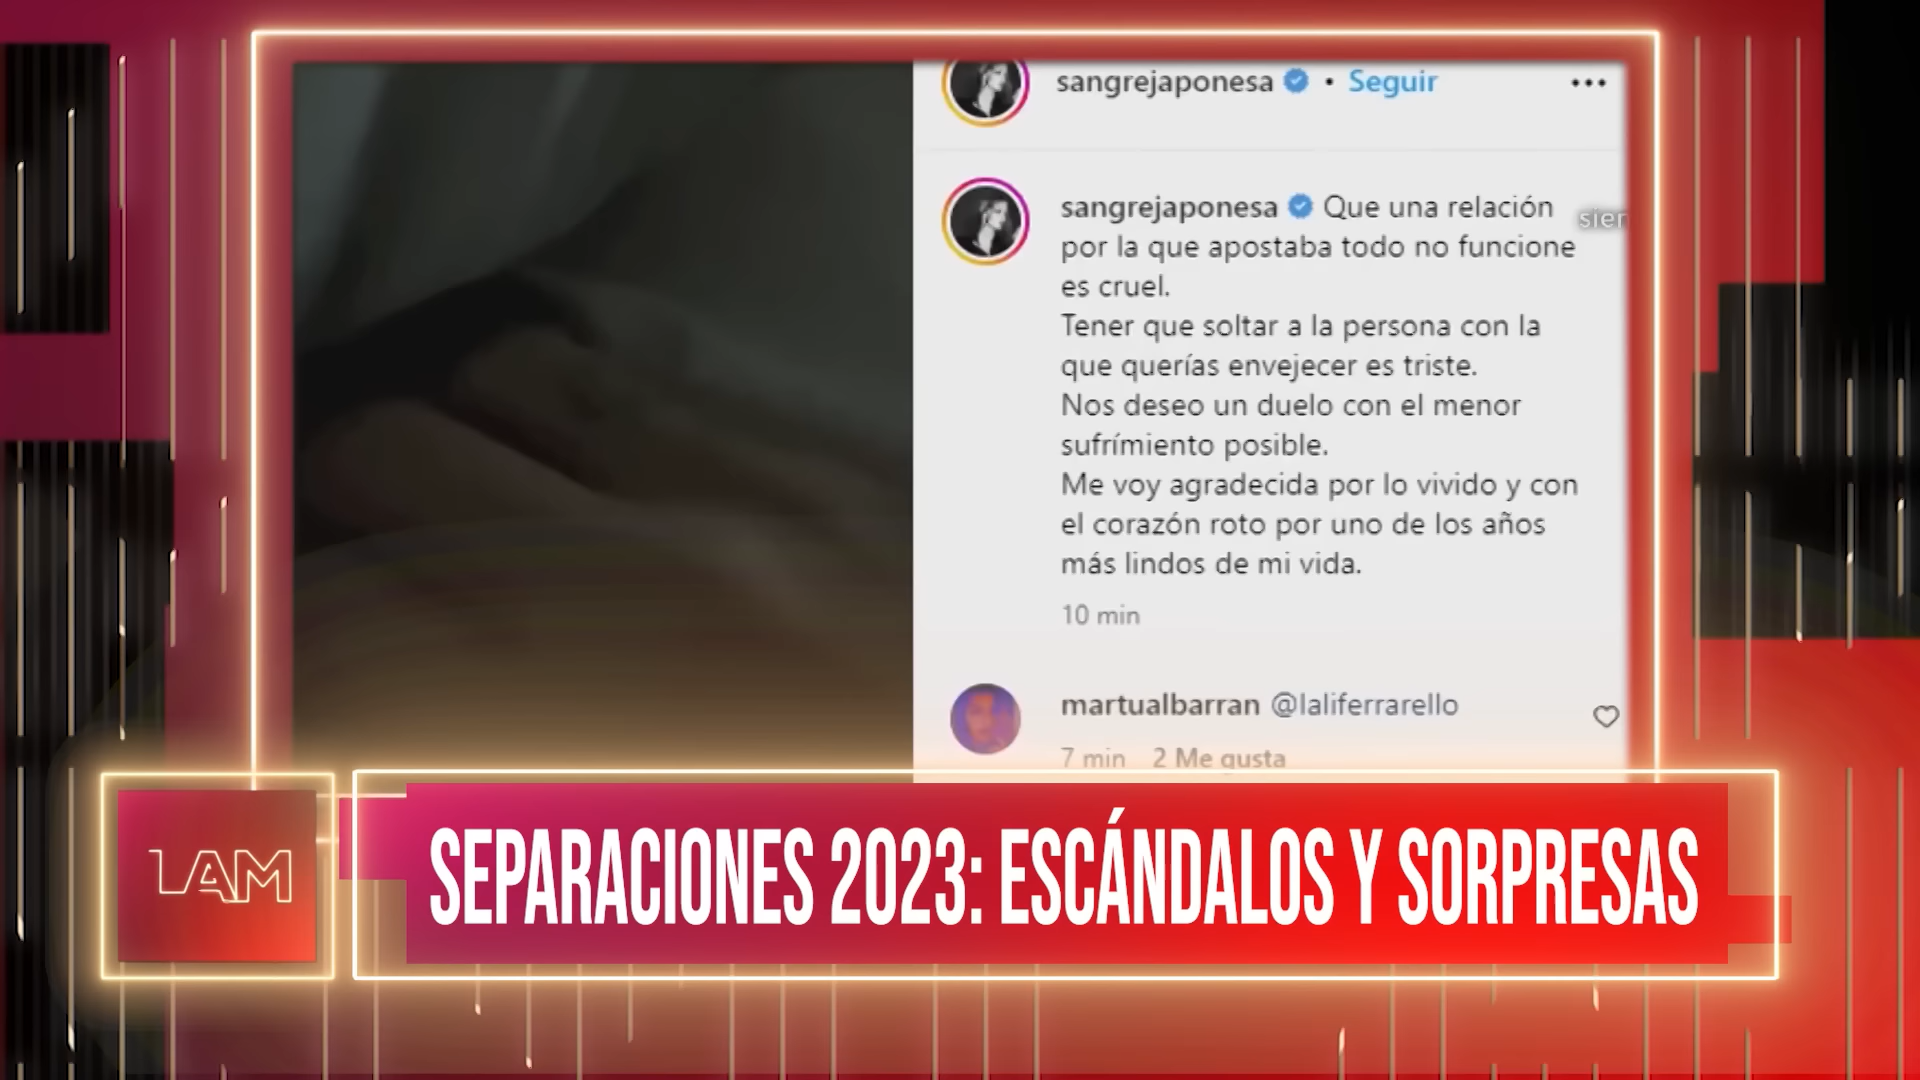 sangrejaponesa • Seguir
sangrejaponesa Que una relación
sier
por la que apostaba todo no funcione
es cruel.
Tener que soltar a la persona con la
que querías envejecer es triste.
Nos deseo un duelo con el menor
sufrímiento posible.
Me voy agradecida por lo vivido y con
el corazón roto por uno de los años
más lindos de mi vida.
10 min
martualbarran @laliferrarello
7 min 2 Me gusta
LAM
SEPARACIONES 2023: ESCÁNDALOS Y SORPRESAS